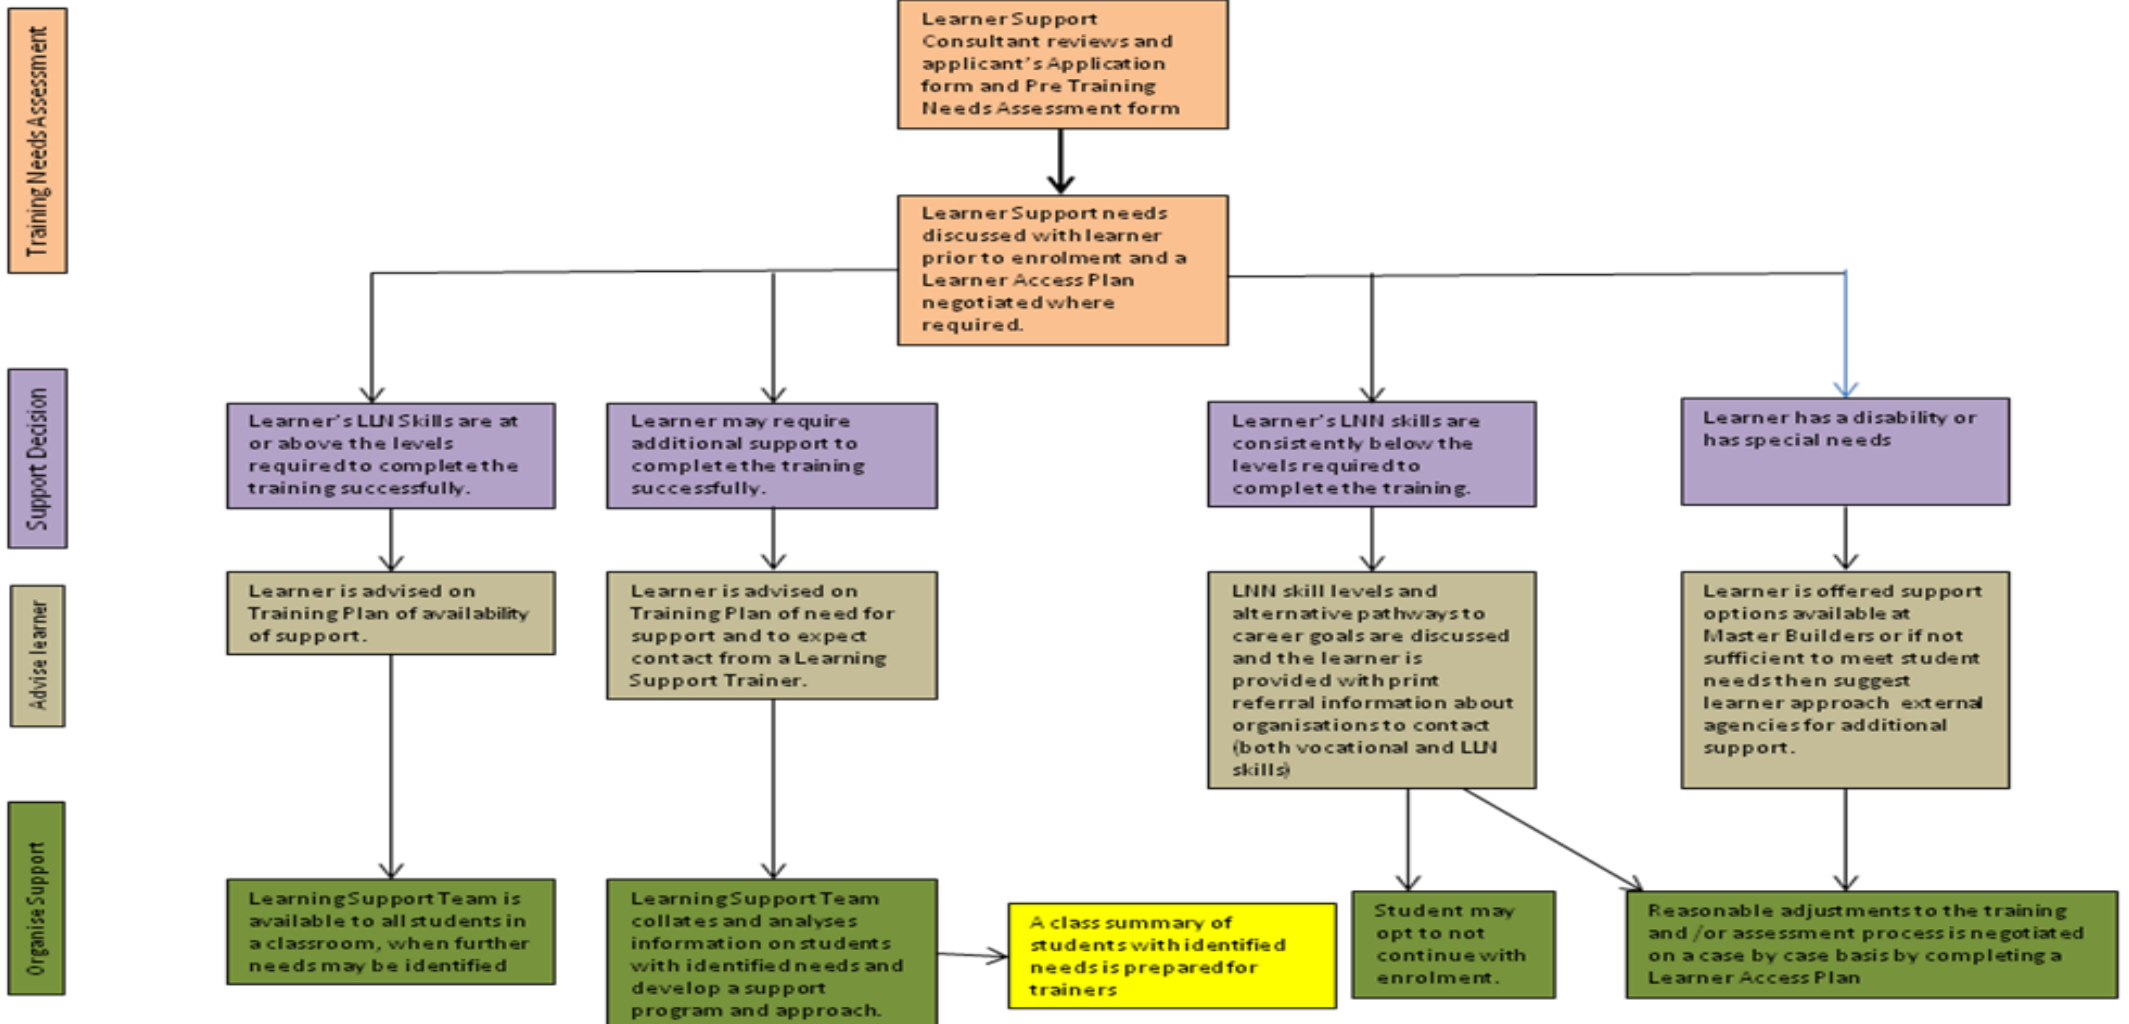 Training Needs Assessment
Learner Support
Consultant reviews and
applicant's Application
form and Pre Training
Needs Assessment form
Learner Support needs
discussed with learner
prior to enrolment and a
Learner Access Plan
negotiated where
required.
Support Decision
Learner's LLN Skills are at
or above the levels
required to complete the
training successfully.
Learner may require
additional support to
complete the training
successfully.
Learner's LNN skills are
consistently below the
levels required to
complete the training.
Learner has a disability or
has special needs
Advise learner
Learner is advised on
Training Plan of availability
of support.
Learner is advised on
Training Plan of need for
support and to expect
contact from a Learning
Support Trainer.
LNN skill levels and
alternative pathways to
career goals are discussed
and the learner is
provided with print
referral information about
organisations to contact
(both vocational and LLN
skills)
Learner is offered support
options available at
Master Builders or if not
sufficient to meet student
needs then suggest
learner approach external
agencies for additional
support.
Organise Support
Learning Support Team is
available to all students in
a classroom, when further
needs may be identified
Learning Support Team
collates and analyses
information on students
with identified needs and
develop a support
program and approach.
A class summary of
students with identified
needs is prepared for
trainers
Student may
opt to not
continue with
enrolment.
Reasonable adjustments to the training
and /or assessment process is negotiated
on a case by case basis by completing a
Learner Access Plan